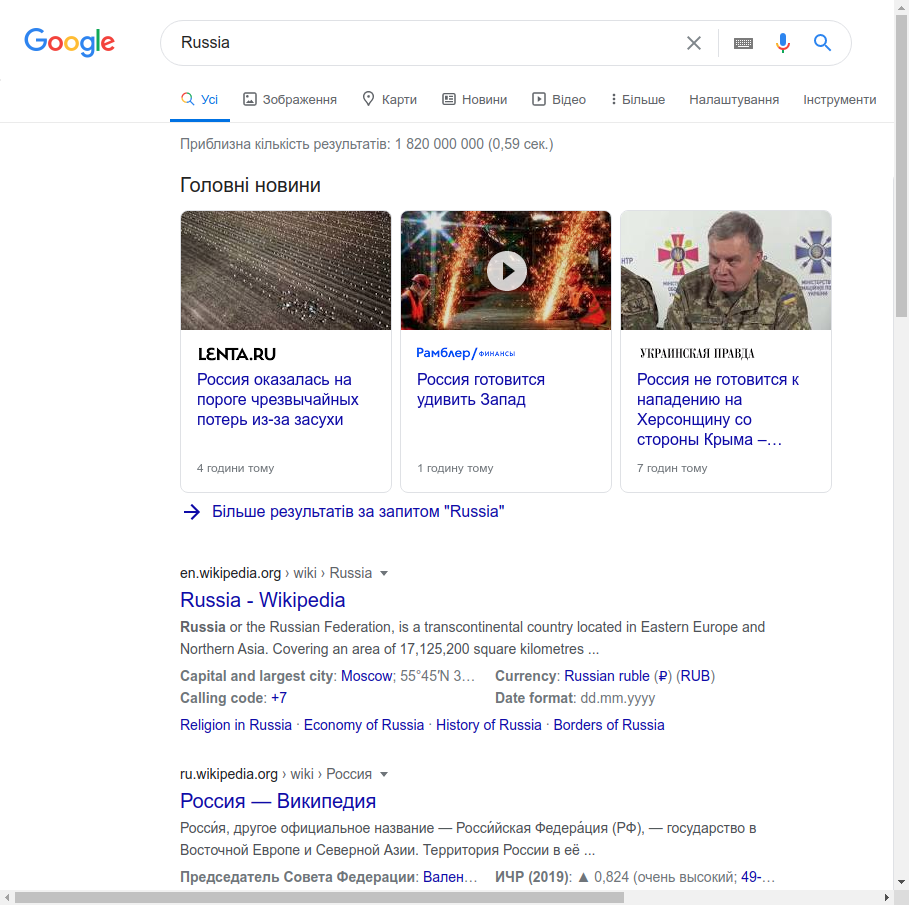 Google
Russia
Усі Зображення Карти Новини Відео Більше Налаштування Інструменти
Приблизна кількість результатів: 1 820 000 000 (0,59 сек.)
Головні новини
LENTA.RU
Россия оказалась на
пороге чрезвычайных
потерь из-за засухи
4 години тому
Рамблер/финансы
Россия готовится
удивить Запад
1 годину тому
УКРАИНСКАЯ ПРАВДА
Россия не готовится к
нападению на
Херсонщину со
стороны Крыма –…
7 годин тому
Більше результатів за запитом "Russia"
en.wikipedia.org › wiki › Russia
Russia - Wikipedia
Russia or the Russian Federation, is a transcontinental country located in Eastern Europe and
Northern Asia. Covering an area of 17,125,200 square kilometres ...
Capital and largest city: Moscow; 55°45′N 3… Currency: Russian ruble (₽) (RUB)
Calling code: +7 Date format: dd.mm.yyyy
Religion in Russia · Economy of Russia · History of Russia · Borders of Russia
ru.wikipedia.org › wiki › Россия
Россия — Википедия
Росси́я, другое официальное название — Росси́йская Федера́ция (РФ), — государство в
Восточной Европе и Северной Азии. Территория России в её ...
Председатель Совета Федерации: Вален… ИЧР (2019): ▲ 0,824 (очень высокий; 49-…